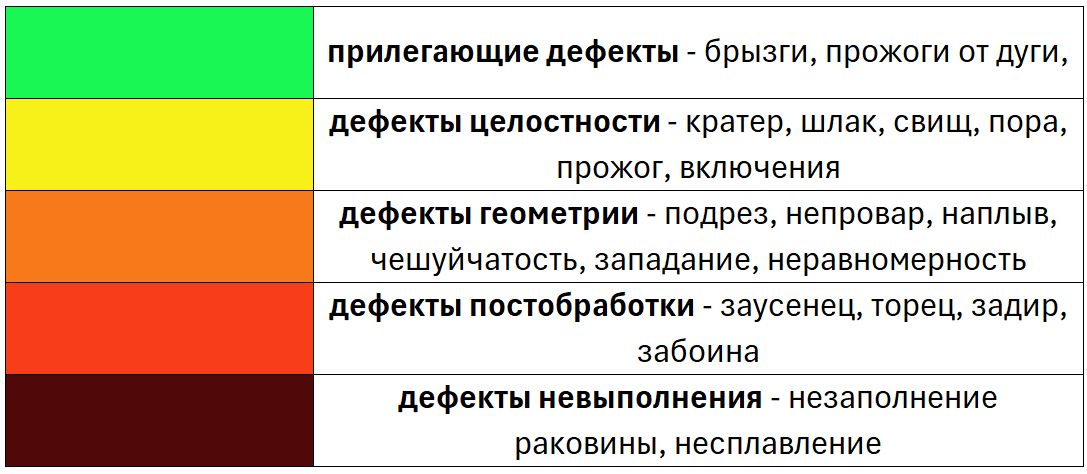 прилегающие дефекты - брызги, прожоги от дуги,
дефекты целостности - кратер, шлак, свищ, пора,
прожог, включения
дефекты геометрии - подрез, непровар, наплыв,
чешуйчатость, западание, неравномерность
дефекты постобработки - заусенец, торец, задир,
забоина
дефекты невыполнения - незаполнение
раковины, несплавление